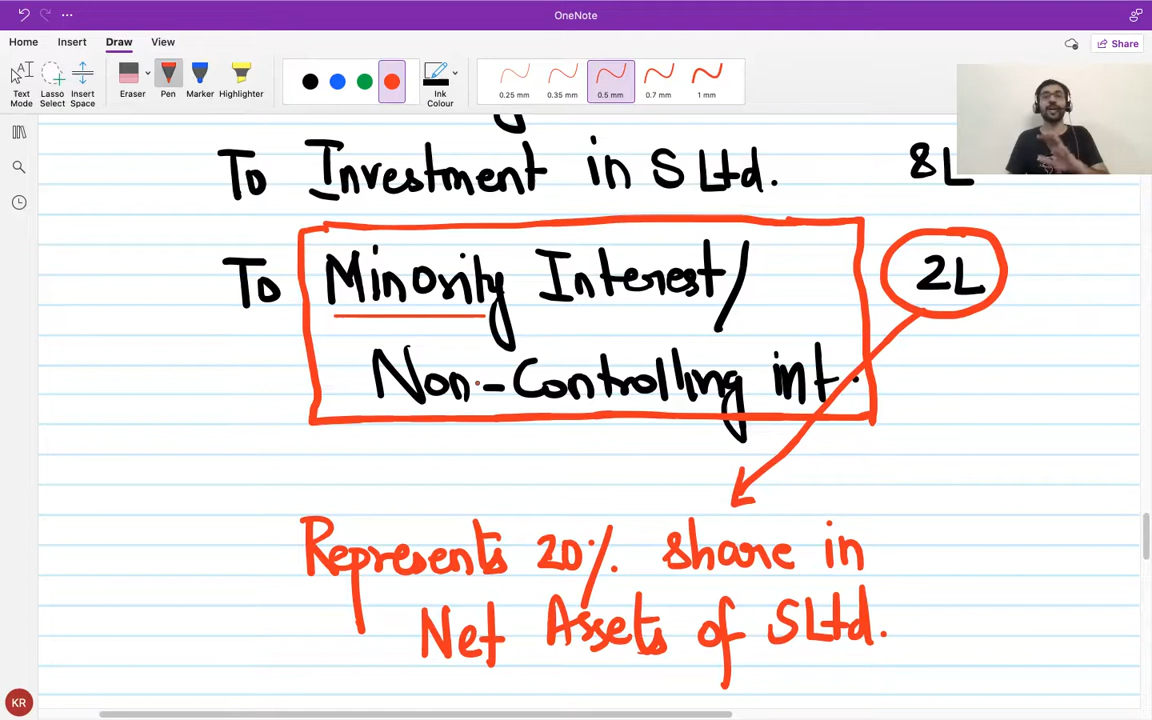 OneNote
Home Insert Draw View
Share
Text Mode
Lasso Select
Insert Space
Eraser
Pen
Marker
Highlighter
Ink Colour
0.25 mm 0.35 mm 0.5 mm 0.7 mm 1 mm
To Investment in S Ltd. 8L
To Minority Interest/ 2L
Non-Controlling int.
Represents 20% share in
Net Assets of SLtd.
KR